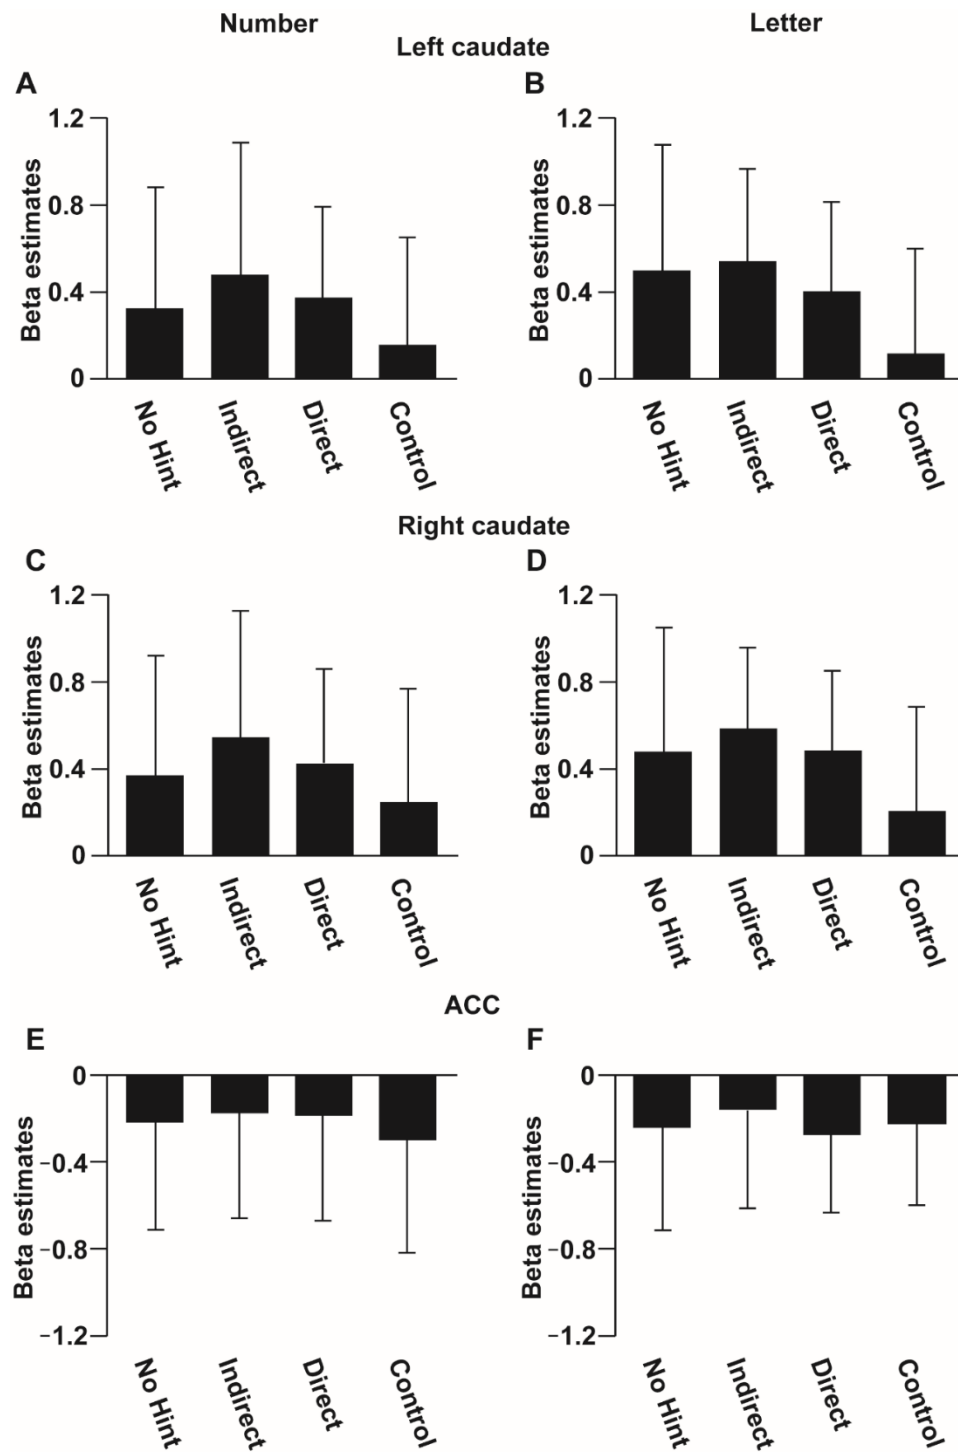 Number Letter
Left caudate
A B
1.2
0.8
0.4
0
Beta estimates
No Hint Indirect Direct Control
1.2
0.8
0.4
0
Beta estimates
No Hint Indirect Direct Control
Right caudate
C D
1.2
0.8
0.4
0
Beta estimates
No Hint Indirect Direct Control
1.2
0.8
0.4
0
Beta estimates
No Hint Indirect Direct Control
ACC
E F
0
−0.4
−0.8
−1.2
Beta estimates
No Hint Indirect Direct Control
0
−0.4
−0.8
−1.2
Beta estimates
No Hint Indirect Direct Control